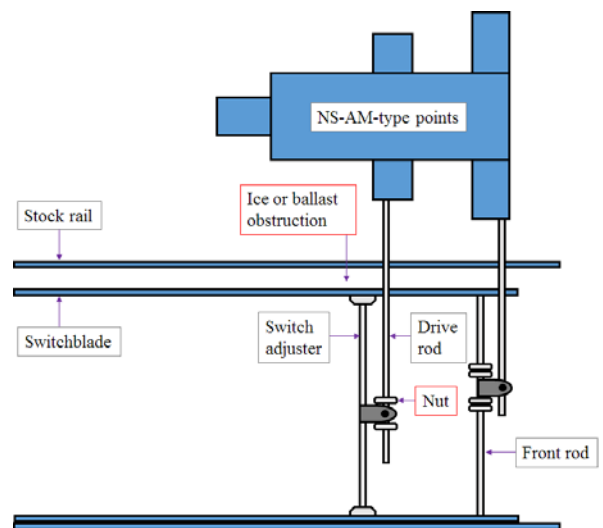 NS-AM-type points
Ice or ballast
obstruction
Stock rail
Switchblade
Switch
adjuster
Drive
rod
Nut
Front rod